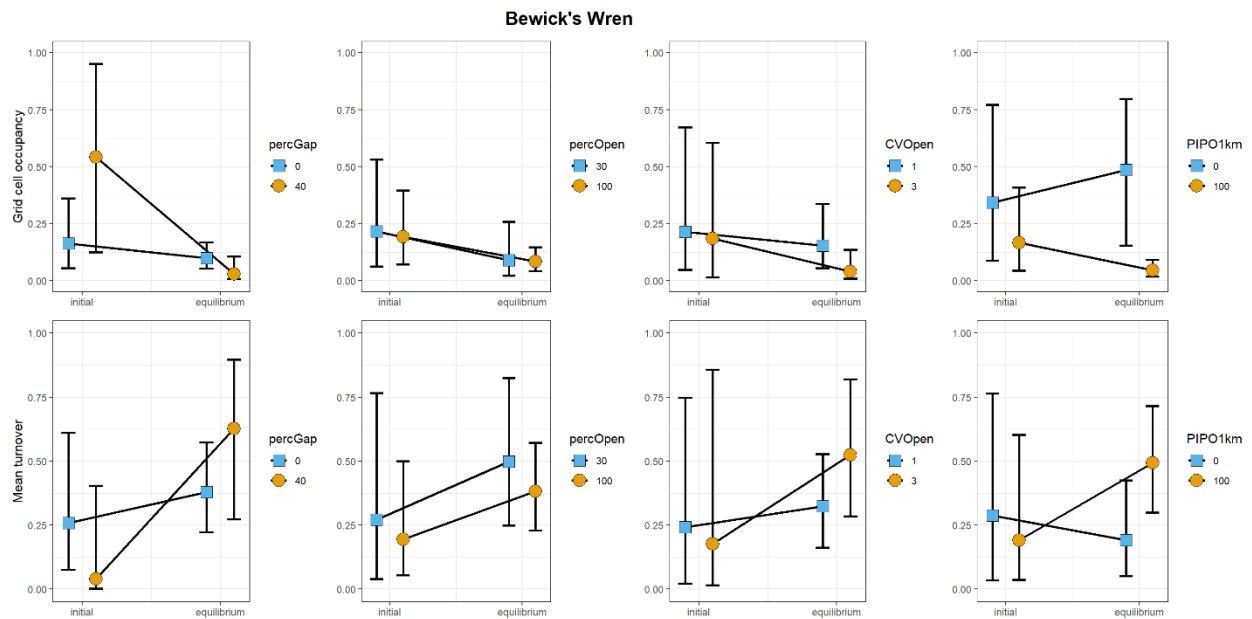 Bewick's Wren
Grid cell occupancy
1.00
0.75
0.50
0.25
0.00
initial
equilibrium
percGap
0
40
1.00
0.75
0.50
0.25
0.00
initial
equilibrium
percOpen
30
100
1.00
0.75
0.50
0.25
0.00
initial
equilibrium
CVOpen
1
3
1.00
0.75
0.50
0.25
0.00
initial
equilibrium
PIPO1km
0
100
Mean turnover
1.00
0.75
0.50
0.25
0.00
initial
equilibrium
percGap
0
40
1.00
0.75
0.50
0.25
0.00
initial
equilibrium
percOpen
30
100
1.00
0.75
0.50
0.25
0.00
initial
equilibrium
CVOpen
1
3
1.00
0.75
0.50
0.25
0.00
initial
equilibrium
PIPO1km
0
100